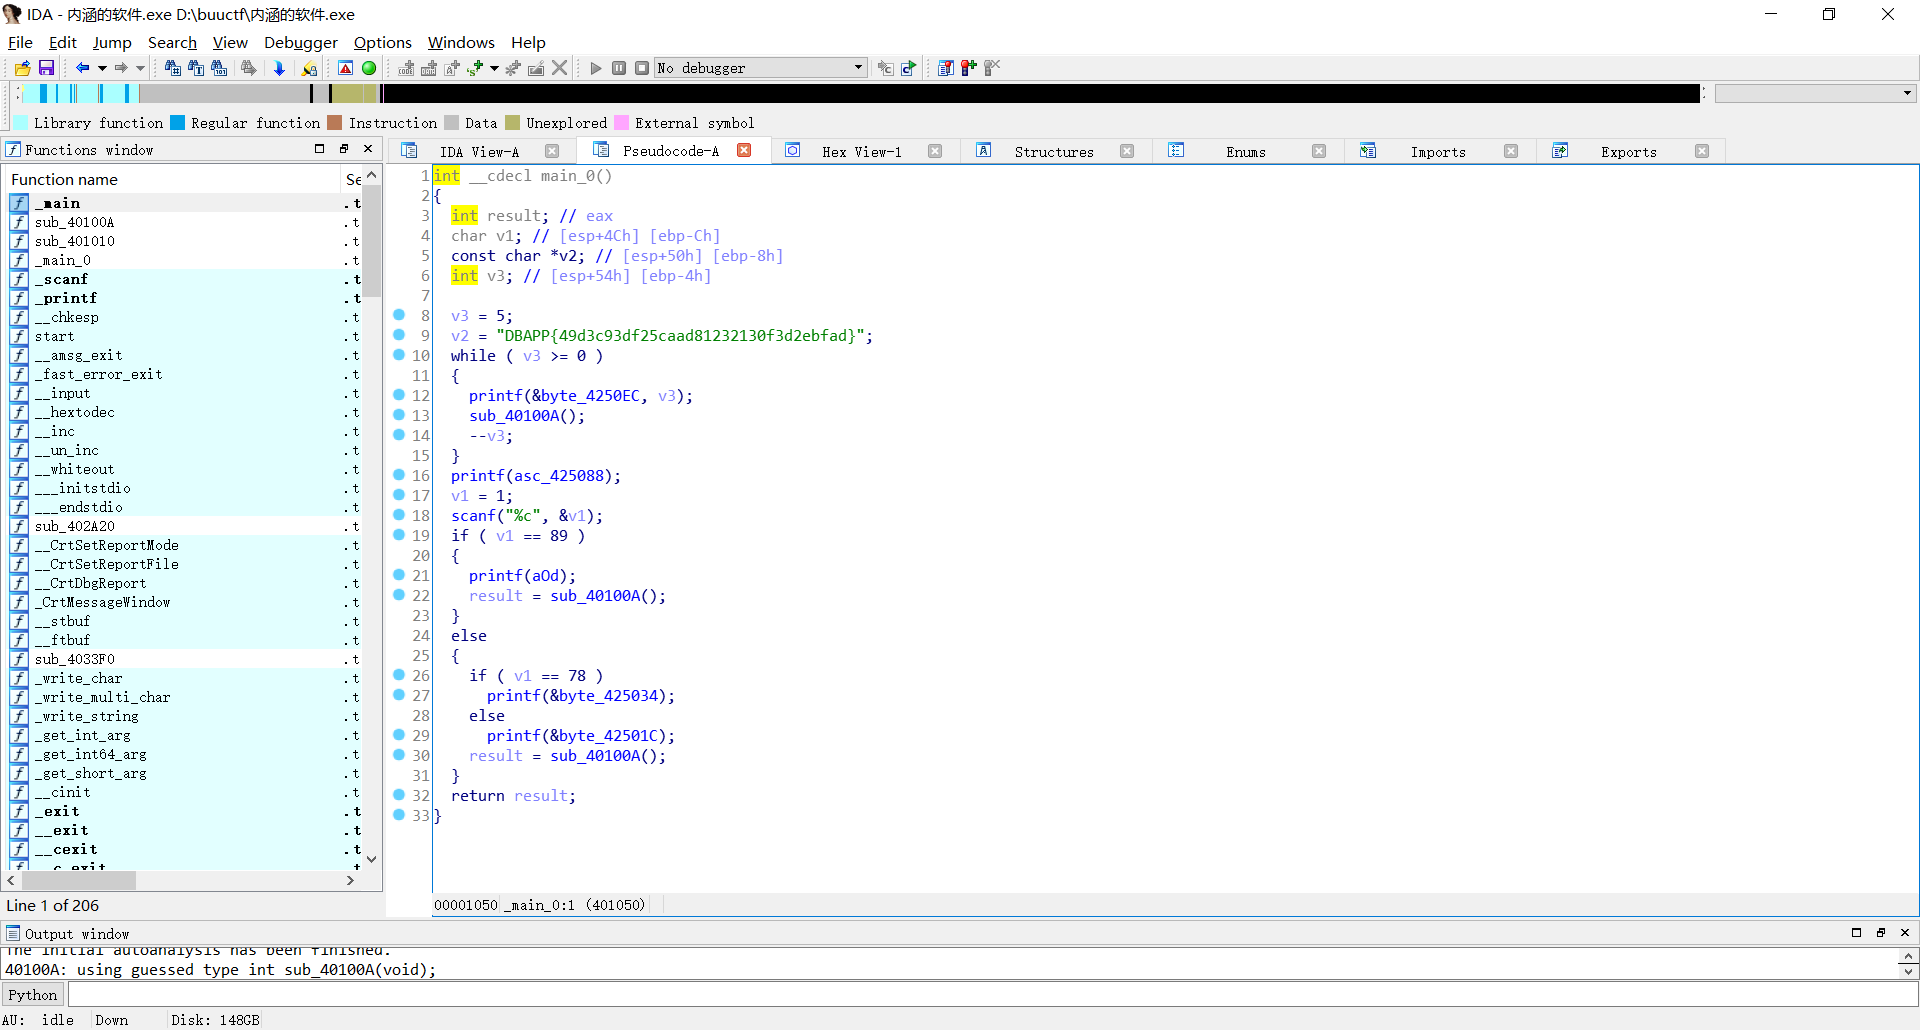 IDA - 内涵的软件.exe D:\buuctf\内涵的软件.exe
File Edit Jump Search View Debugger Options Windows Help
No debugger
Library function Regular function Instruction Data Unexplored External symbol
Functions window
IDA View-A Pseudocode-A Hex View-1 Structures Enums Imports Exports
Function name Se
_main .t
sub_40100A .t
sub_401010 .t
_main_0 .t
_scanf .t
_printf .t
__chkesp .t
start .t
__amsg_exit .t
_fast_error_exit .t
__input .t
__hextodec .t
__inc .t
__un_inc .t
__whiteout .t
___initstdio .t
___endstdio .t
sub_402A20 .t
__CrtSetReportMode .t
__CrtSetReportFile .t
__CrtDbgReport .t
_CrtMessageWindow .t
__stbuf .t
__ftbuf .t
sub_4033F0 .t
_write_char .t
_write_multi_char .t
_write_string .t
_get_int_arg .t
_get_int64_arg .t
_get_short_arg .t
__cinit .t
_exit .t
__exit .t
__cexit .t
__c_exit .t
Line 1 of 206
1 int __cdecl main_0()
2 {
3 int result; // eax
4 char v1; // [esp+4Ch] [ebp-Ch]
5 const char *v2; // [esp+50h] [ebp-8h]
6 int v3; // [esp+54h] [ebp-4h]
7
8 v3 = 5;
9 v2 = "DBAPP{49d3c93df25caad81232130f3d2ebfad}";
10 while ( v3 >= 0 )
11 {
12 printf(&byte_4250EC, v3);
13 sub_40100A();
14 --v3;
15 }
16 printf(asc_425088);
17 v1 = 1;
18 scanf("%c", &v1);
19 if ( v1 == 89 )
20 {
21 printf(aOd);
22 result = sub_40100A();
23 }
24 else
25 {
26 if ( v1 == 78 )
27 printf(&byte_425034);
28 else
29 printf(&byte_42501C);
30 result = sub_40100A();
31 }
32 return result;
33 }
00001050 _main_0:1 (401050)
Output window
The initial autoanalysis has been finished.
40100A: using guessed type int sub_40100A(void);
Python
AU: idle Down Disk: 148GB